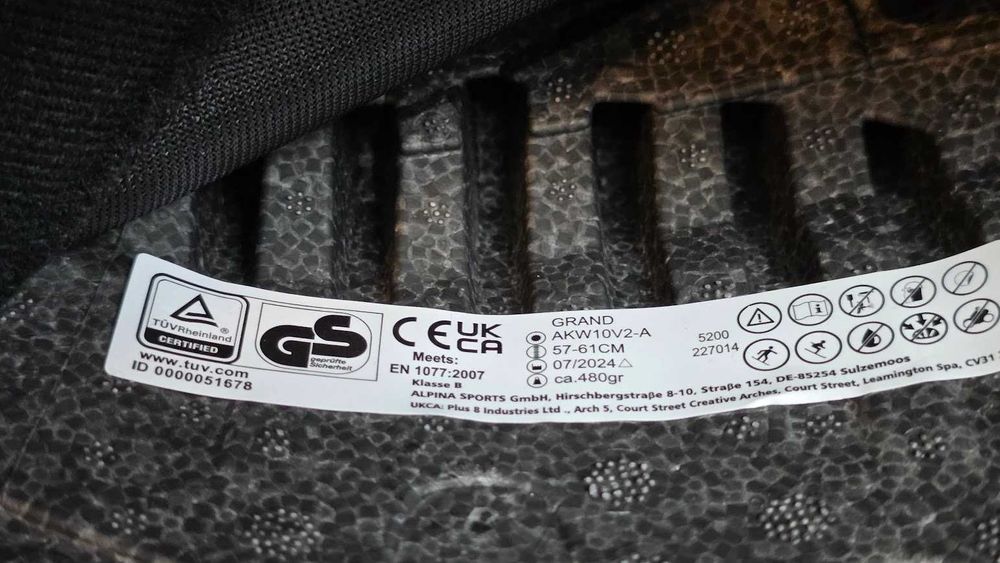 TÜVRheinland®
CERTIFIED
www.tuv.com
ID 0000051678
GS
geprüfte
Sicherheit
CE UK
CA
Meets:
EN 1077:2007
Klasse B
GRAND
AKW10V2-A
57-61CM
07/2024
ca.480gr
5200
227014
ALPINA SPORTS GmbH, Hirschbergstraße 8-10, Straße 154, DE-85254 Sulzemoos
UKCA: Plus 8 Industries Ltd ., Arch 5, Court Street Creative Arches, Court Street, Leamington Spa, CV31